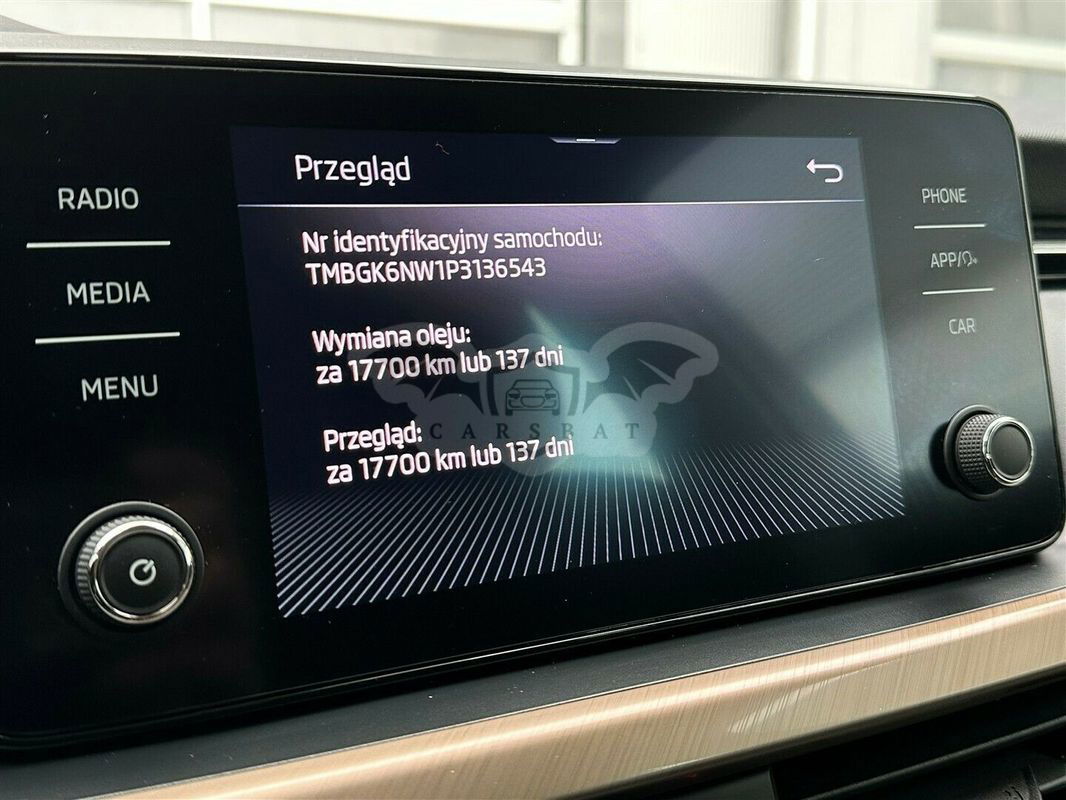 RADIO
MEDIA
MENU
Przegląd
Nr identyfikacyjny samochodu:
TMBGK6NW1P3136543
Wymiana oleju:
za 17700 km lub 137 dni
Przegląd:
za 17700 km lub 137 dni
CARSBAT
PHONE
APP/
CAR